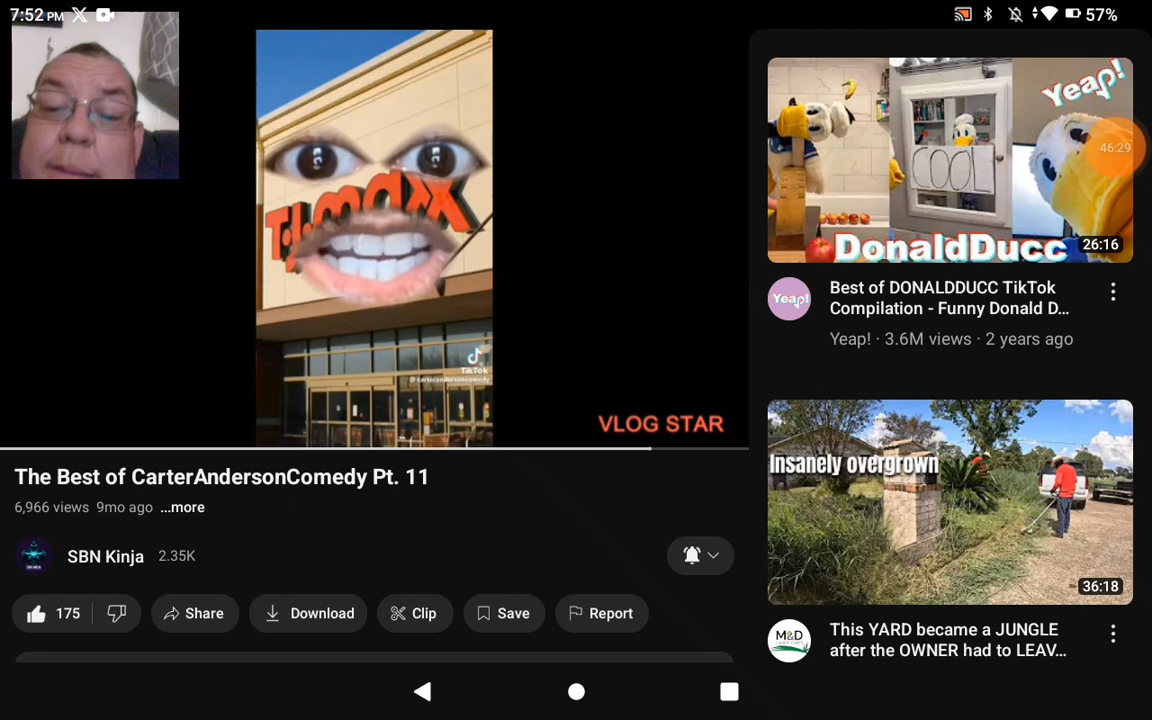 7:52 PM
57%
T.J.maxx
TikTok
@carterandersoncomedy
VLOG STAR
The Best of CarterAndersonComedy Pt. 11
6,966 views 9mo ago ...more
SBN Kinja 2.35K
175
Share
Download
Clip
Save
Report
Yeap!
COOL
46:29
DonaldDucc
26:16
Yeap!
Best of DONALDDUCC TikTok
Compilation - Funny Donald D...
Yeap! · 3.6M views · 2 years ago
Insanely overgrown
36:18
M&D
This YARD became a JUNGLE
after the OWNER had to LEAV...